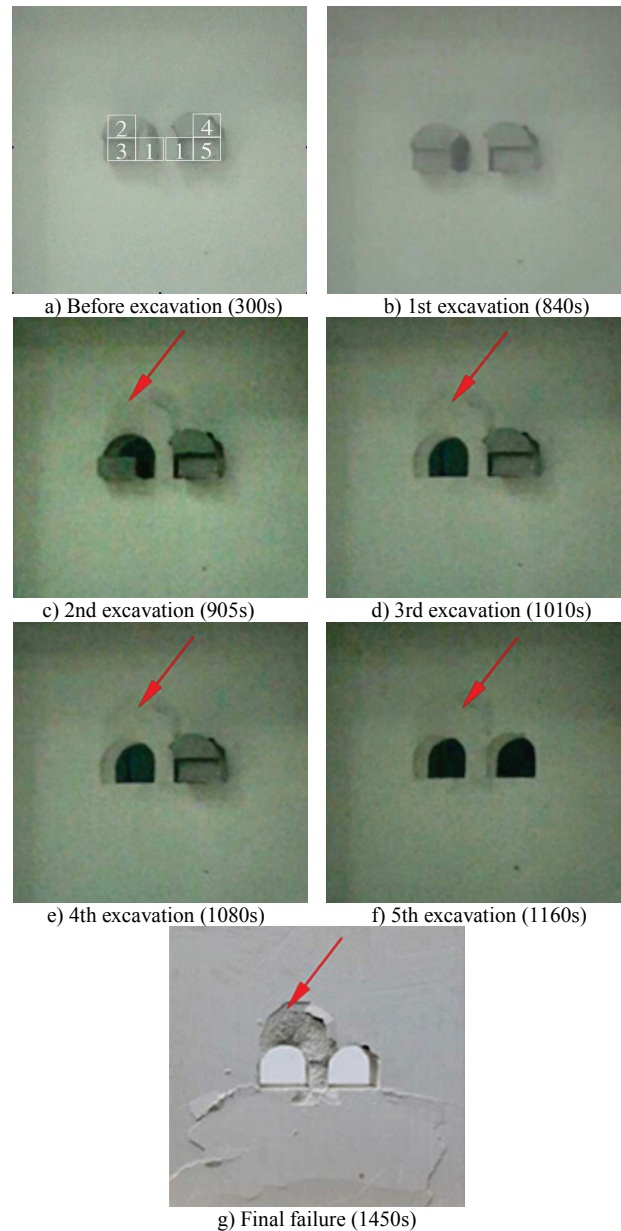 2 4
3 1 1 5
a) Before excavation (300s)
b) 1st excavation (840s)
c) 2nd excavation (905s)
d) 3rd excavation (1010s)
e) 4th excavation (1080s)
f) 5th excavation (1160s)
g) Final failure (1450s)